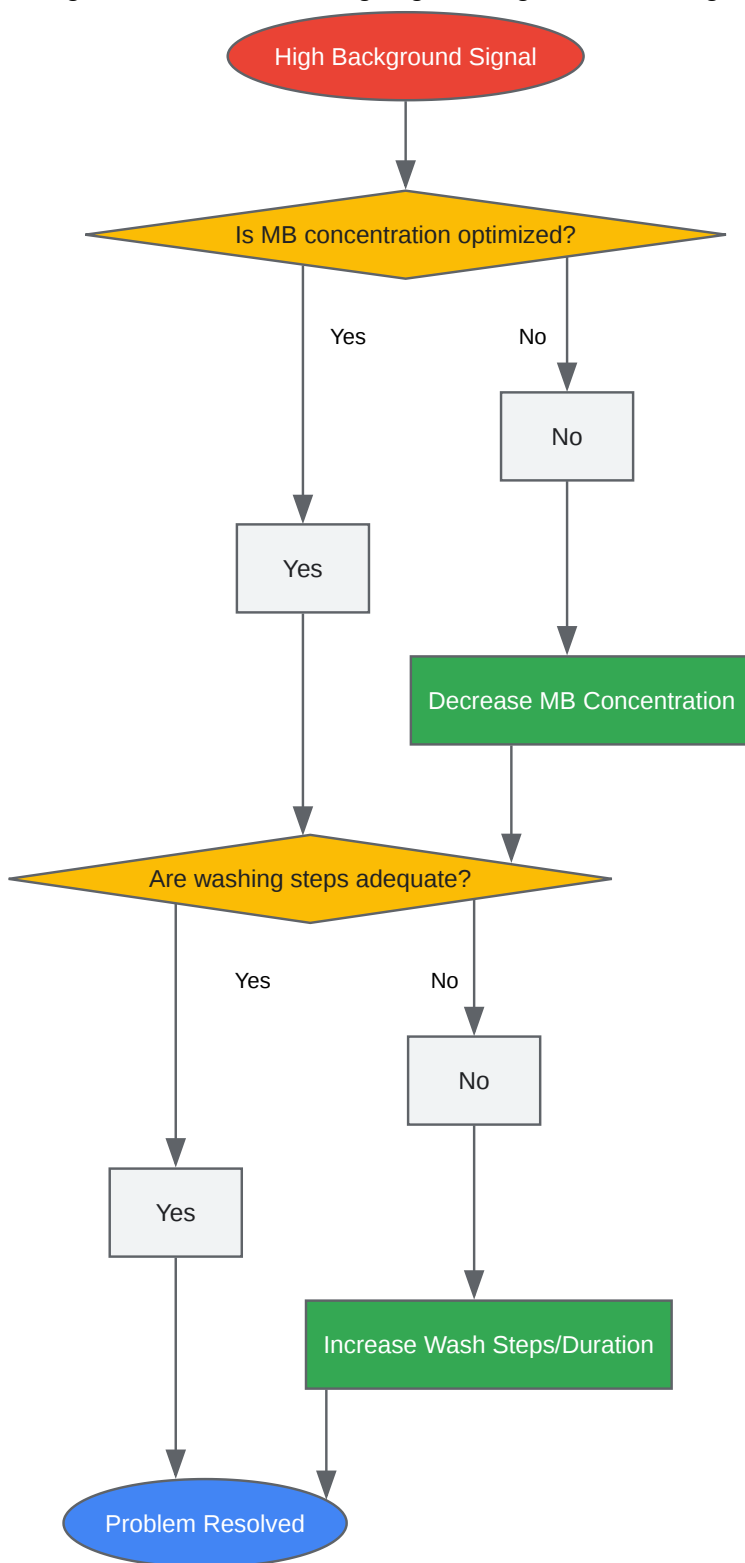 High Background Signal
Is MB concentration optimized?
Yes
No
No
Yes
Decrease MB Concentration
Are washing steps adequate?
Yes
No
No
Yes
Increase Wash Steps/Duration
Problem Resolved